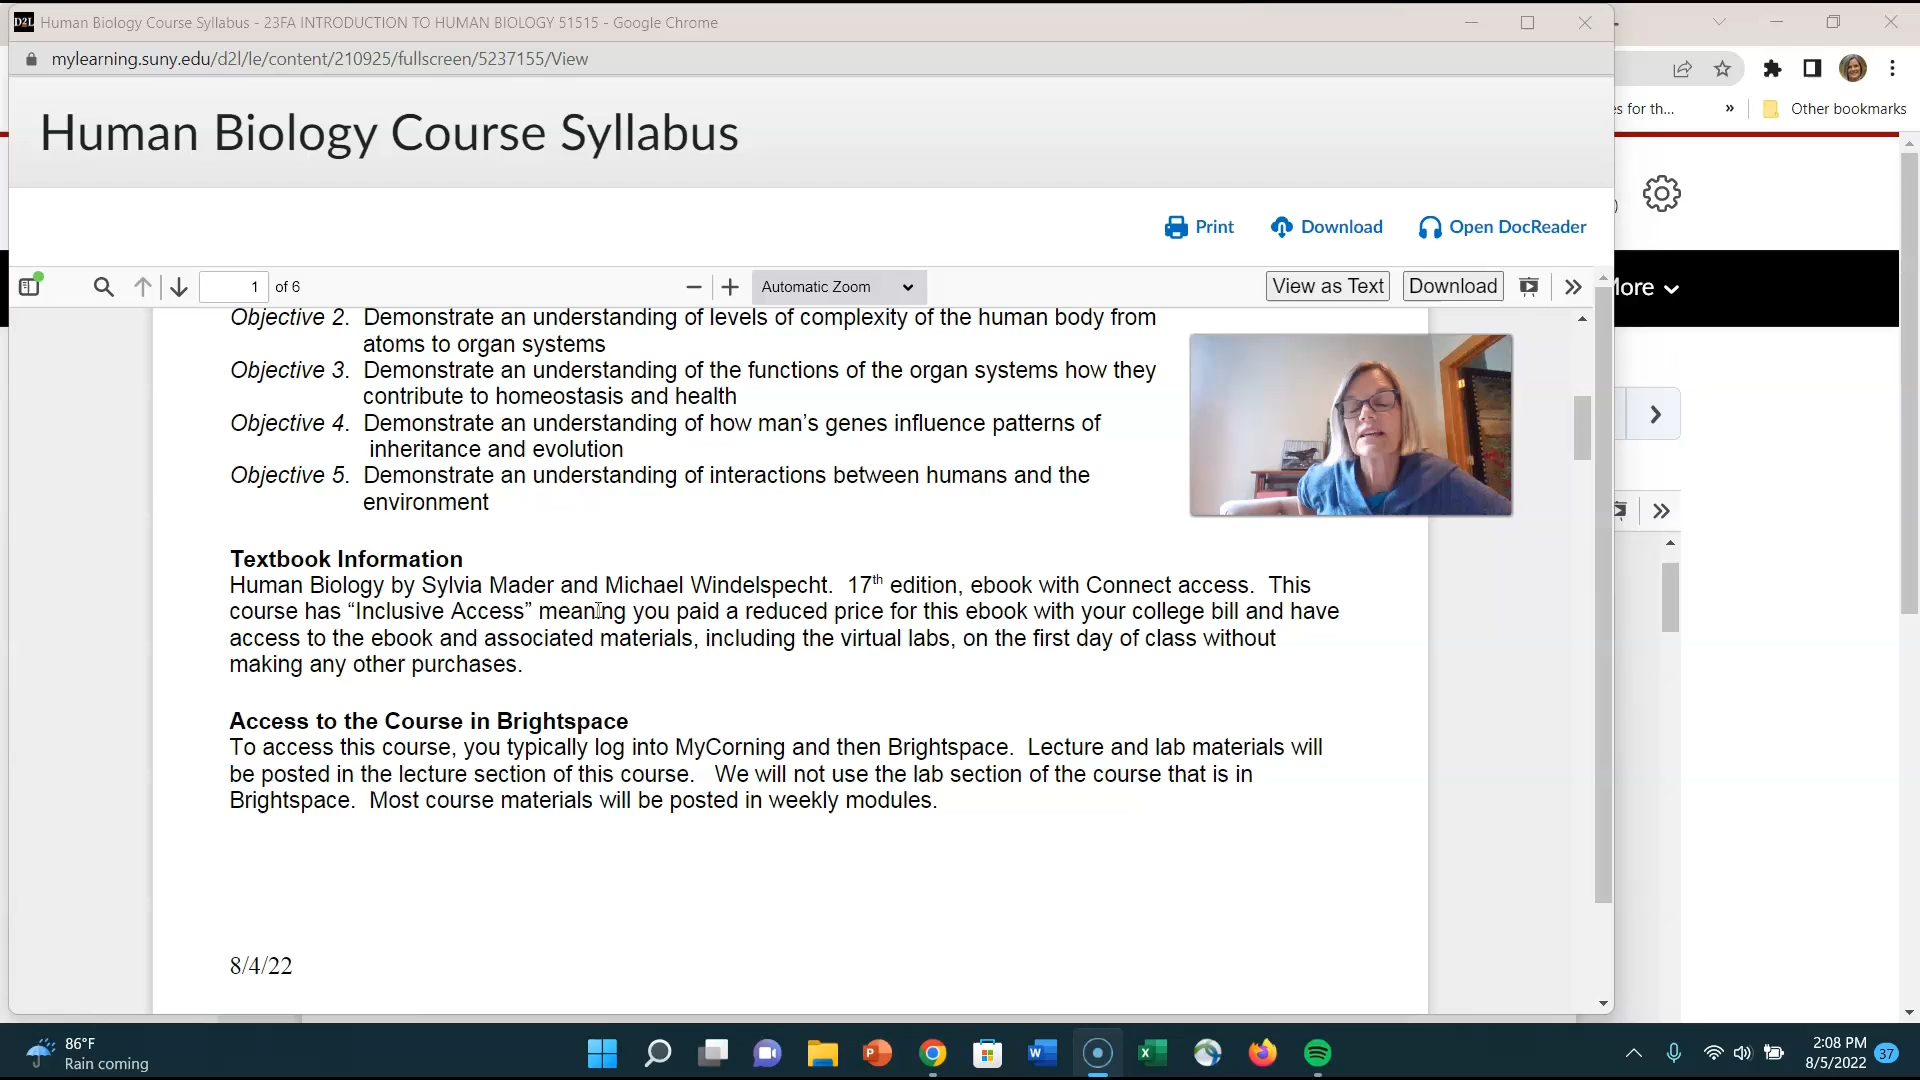 D2L Human Biology Course Syllabus - 23FA INTRODUCTION TO HUMAN BIOLOGY 51515 - Google Chrome
mylearning.suny.edu/d2l/le/content/210925/fullscreen/5237155/View
es for th... » Other bookmarks
Human Biology Course Syllabus
Print Download Open DocReader
1 of 6 Automatic Zoom View as Text Download
More
Objective 2. Demonstrate an understanding of levels of complexity of the human body from
atoms to organ systems
Objective 3. Demonstrate an understanding of the functions of the organ systems how they
contribute to homeostasis and health
Objective 4. Demonstrate an understanding of how man’s genes influence patterns of
inheritance and evolution
Objective 5. Demonstrate an understanding of interactions between humans and the
environment
Textbook Information
Human Biology by Sylvia Mader and Michael Windelspecht. 17th edition, ebook with Connect access. This
course has “Inclusive Access” meaning you paid a reduced price for this ebook with your college bill and have
access to the ebook and associated materials, including the virtual labs, on the first day of class without
making any other purchases.
Access to the Course in Brightspace
To access this course, you typically log into MyCorning and then Brightspace. Lecture and lab materials will
be posted in the lecture section of this course. We will not use the lab section of the course that is in
Brightspace. Most course materials will be posted in weekly modules.
8/4/22
86°F
Rain coming
2:08 PM
8/5/2022 37